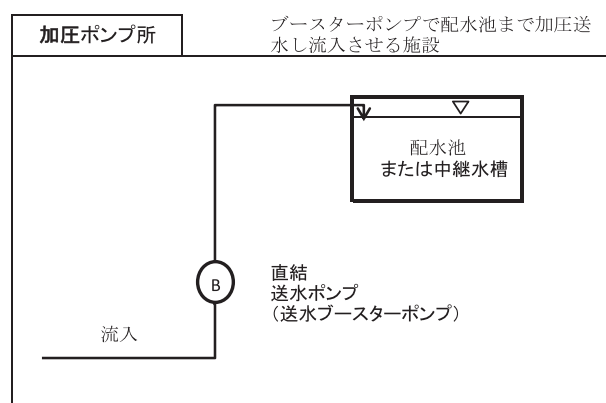 加圧ポンプ所
ブースターポンプで配水池まで加圧送
水し流入させる施設
配水池
または中継水槽
B
直結
送水ポンプ
（送水ブースターポンプ）
流入